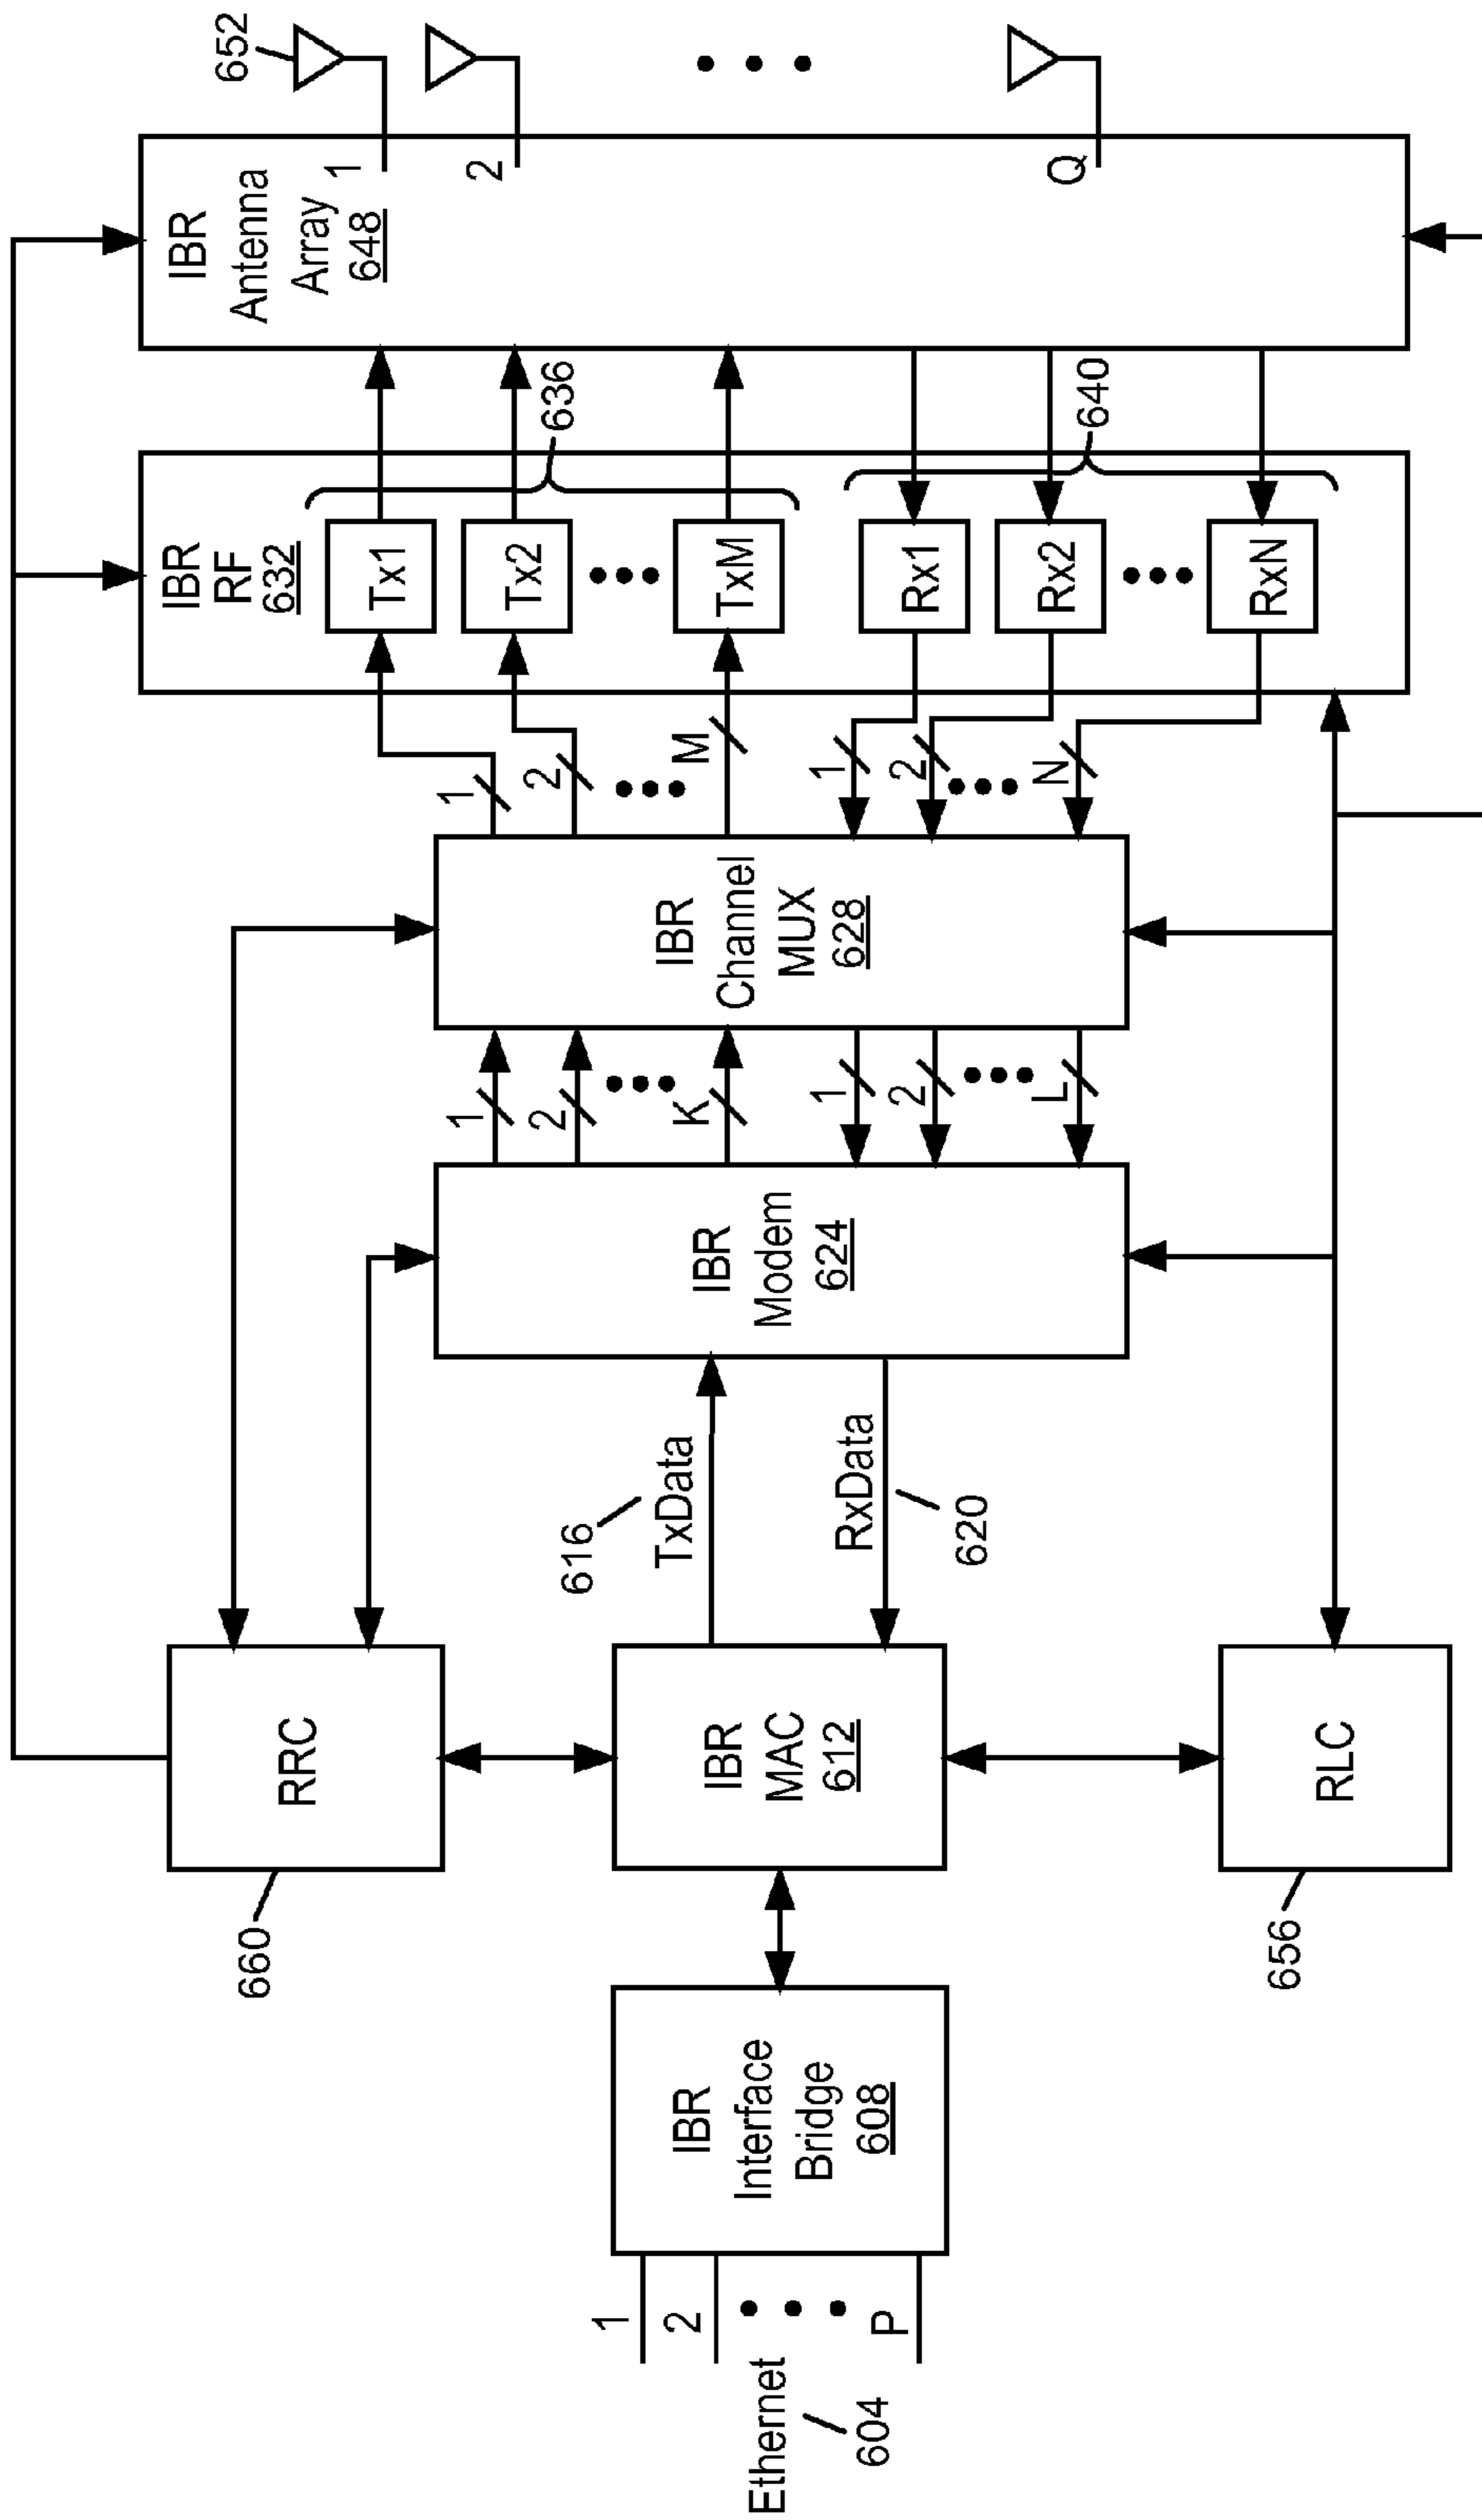 Ethernet
604
1
2
P
IBR
Interface
Bridge
608
660
RRC
IBR
MAC
612
RLC
656
616
TxData
RxData
620
IBR
Modem
624
1
2
K
1
2
L
IBR
Channel
MUX
628
1
2
M
1
2
N
IBR
RF
632
Tx1
Tx2
TxM
Rx1
Rx2
RxN
636
640
IBR
Antenna
Array
648
1
2
Q
652